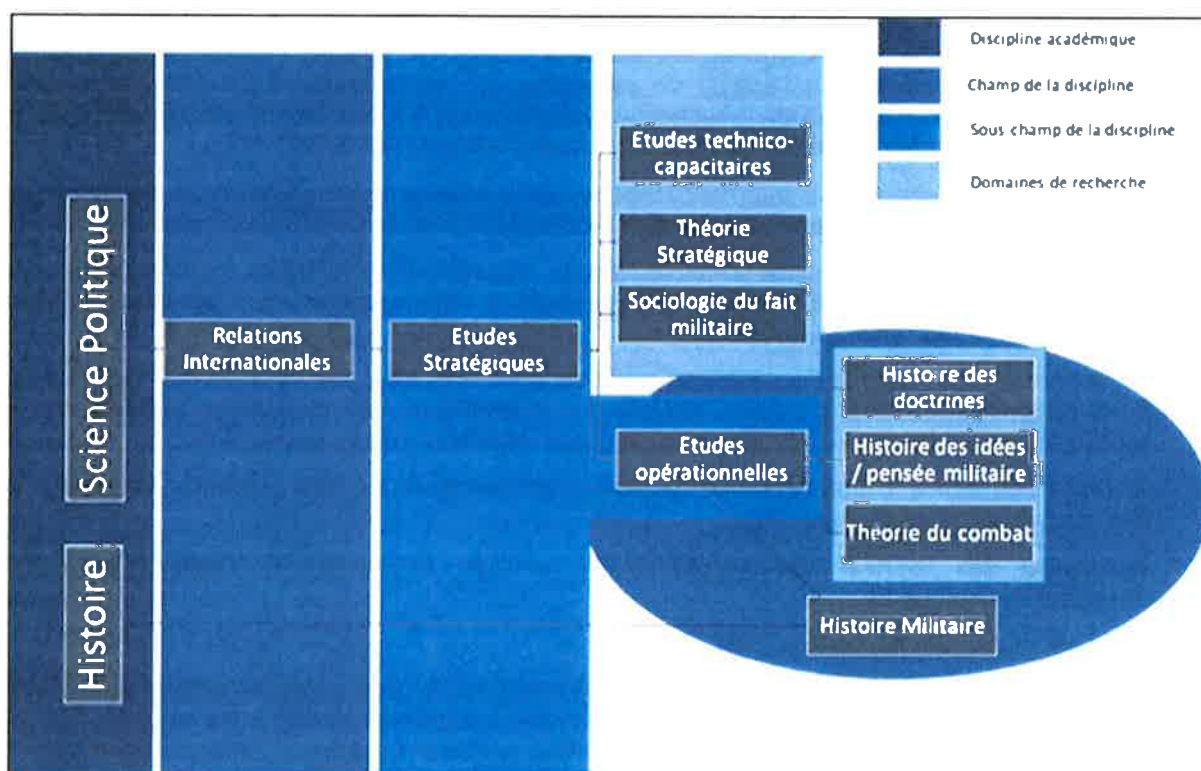 Discipline académique
Champ de la discipline
Sous champ de la discipline
Domaines de recherche
Science Politique
Histoire
Relations
Internationales
Etudes
Stratégiques
Etudes technico-
capacitaires
Théorie
Stratégique
Sociologie du fait
militaire
Etudes
opérationnelles
Histoire des
doctrines
Histoire des idées
/ pensée militaire
Théorie du combat
Histoire Militaire